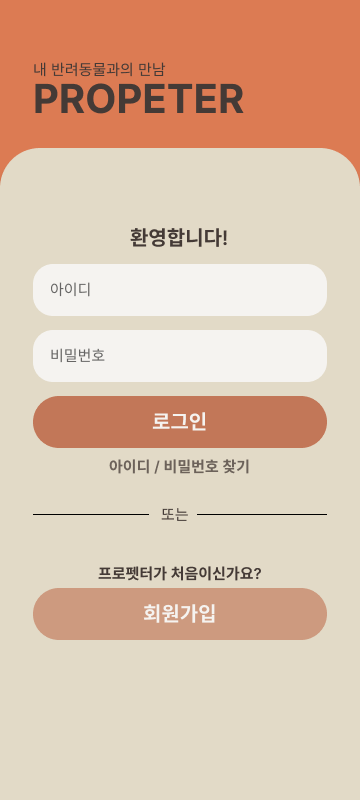 내 반려동물과의 만남
PROPETER
환영합니다!
아이디
비밀번호
로그인
아이디 / 비밀번호 찾기
또는
프로펫터가 처음이신가요?
회원가입